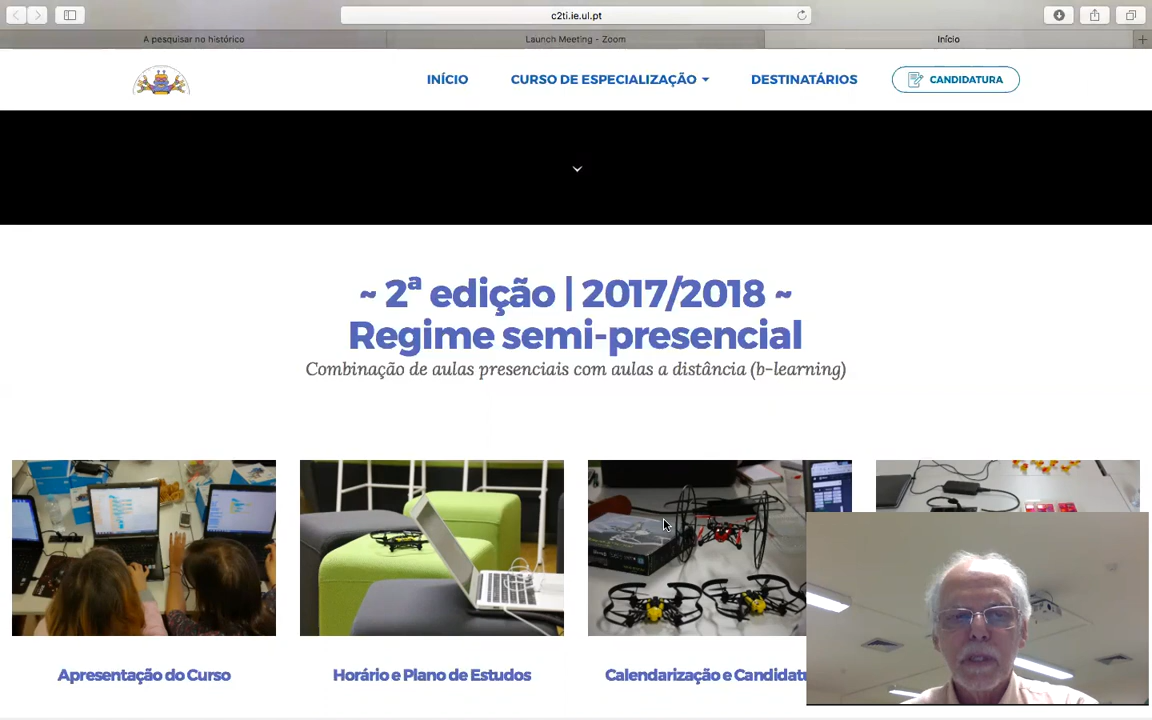 c2ti.ie.ul.pt
A pesquisar no histórico
Launch Meeting - Zoom
Início
INÍCIO
CURSO DE ESPECIALIZAÇÃO
DESTINATÁRIOS
CANDIDATURA
~ 2ª edição | 2017/2018 ~
Regime semi-presencial
Combinação de aulas presenciais com aulas a distância (b-learning)
Apresentação do Curso
Horário e Plano de Estudos
Calendarização e Candidatu